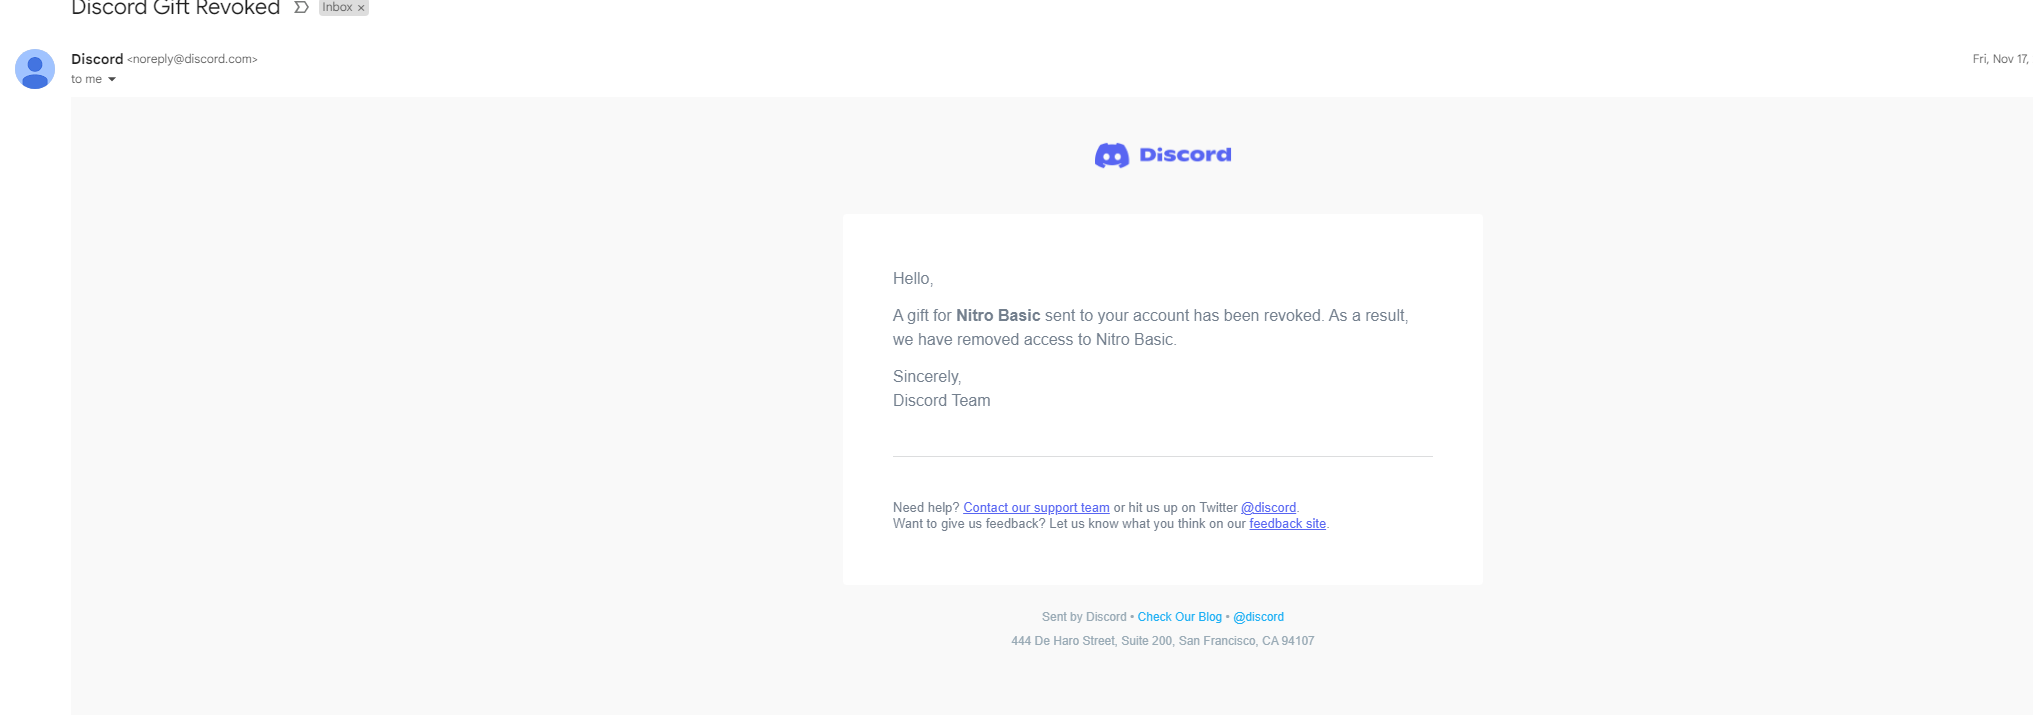 Discord Gift Revoked Inbox ×
Discord <noreply@discord.com>
Fri, Nov 17,
to me
Discord
Hello,
A gift for Nitro Basic sent to your account has been revoked. As a result,
we have removed access to Nitro Basic.
Sincerely,
Discord Team
Need help? Contact our support team or hit us up on Twitter @discord.
Want to give us feedback? Let us know what you think on our feedback site.
Sent by Discord • Check Our Blog • @discord
444 De Haro Street, Suite 200, San Francisco, CA 94107